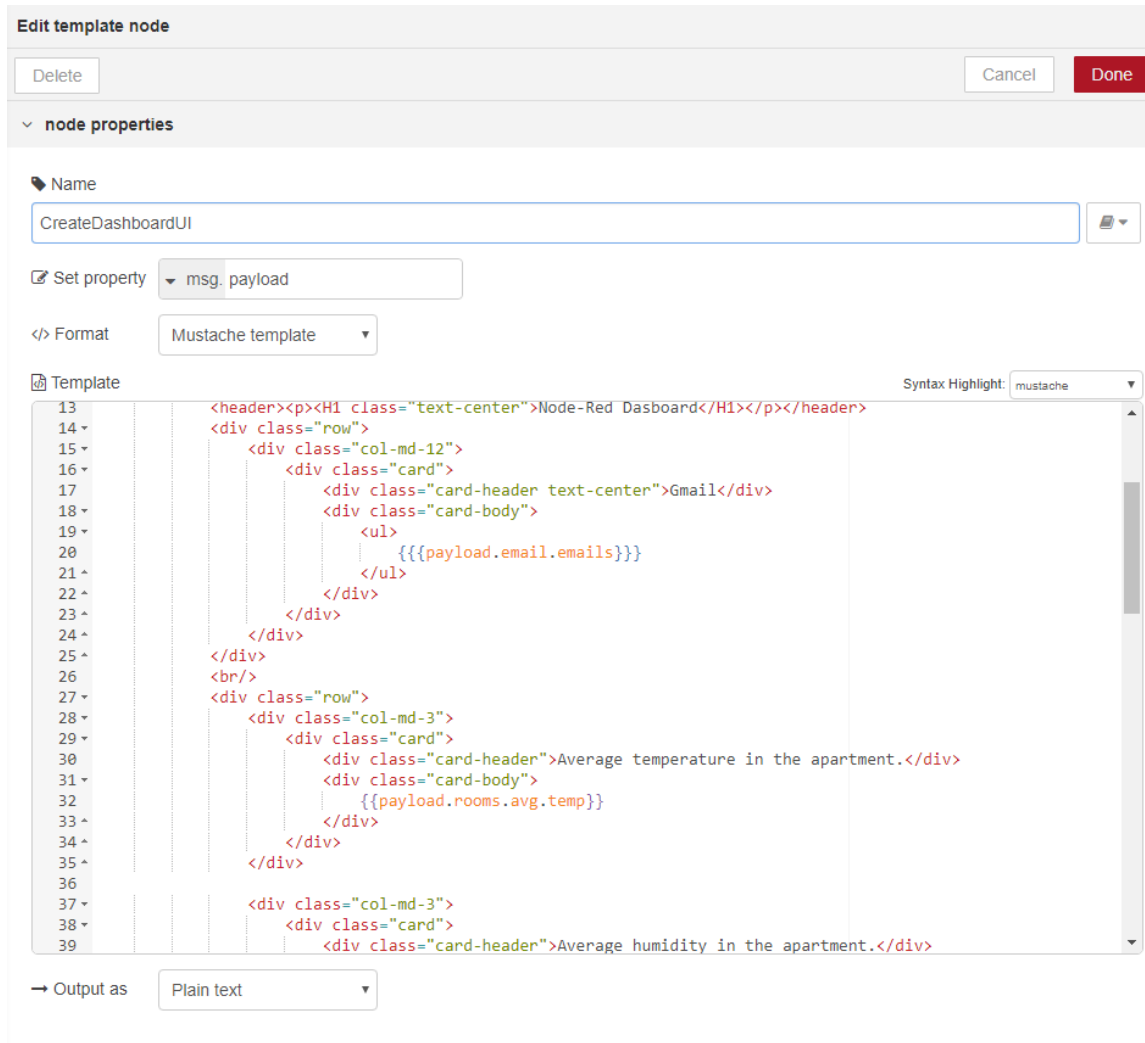 Edit template node
Delete Cancel Done
node properties
Name
CreateDashboardUI
Set property msg. payload
</> Format Mustache template
Template Syntax Highlight: mustache
13 <header><p><H1 class="text-center">Node-Red Dasboard</H1></p></header>
14 <div class="row">
15 <div class="col-md-12">
16 <div class="card">
17 <div class="card-header text-center">Gmail</div>
18 <div class="card-body">
19 <ul>
20 {{{payload.email.emails}}}
21 </ul>
22 </div>
23 </div>
24 </div>
25 </div>
26 <br/>
27 <div class="row">
28 <div class="col-md-3">
29 <div class="card">
30 <div class="card-header">Average temperature in the apartment.</div>
31 <div class="card-body">
32 {{payload.rooms.avg.temp}}
33 </div>
34 </div>
35 </div>
36
37 <div class="col-md-3">
38 <div class="card">
39 <div class="card-header">Average humidity in the apartment.</div>
Output as Plain text